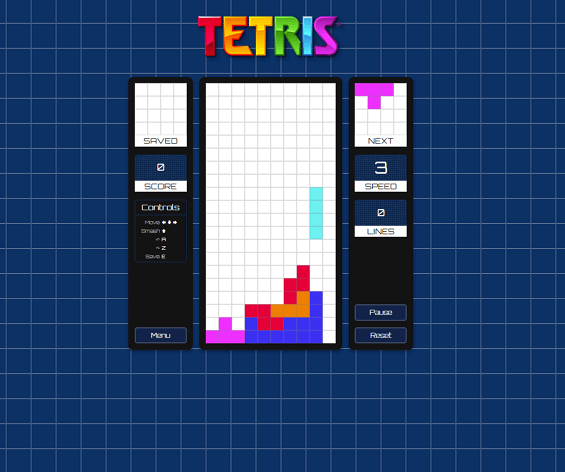 TETRIS
SAVED
0
SCORE
Controls
Move
Smash
A
Z
Save E
Menu
NEXT
3
SPEED
0
LINES
Pause
Reset